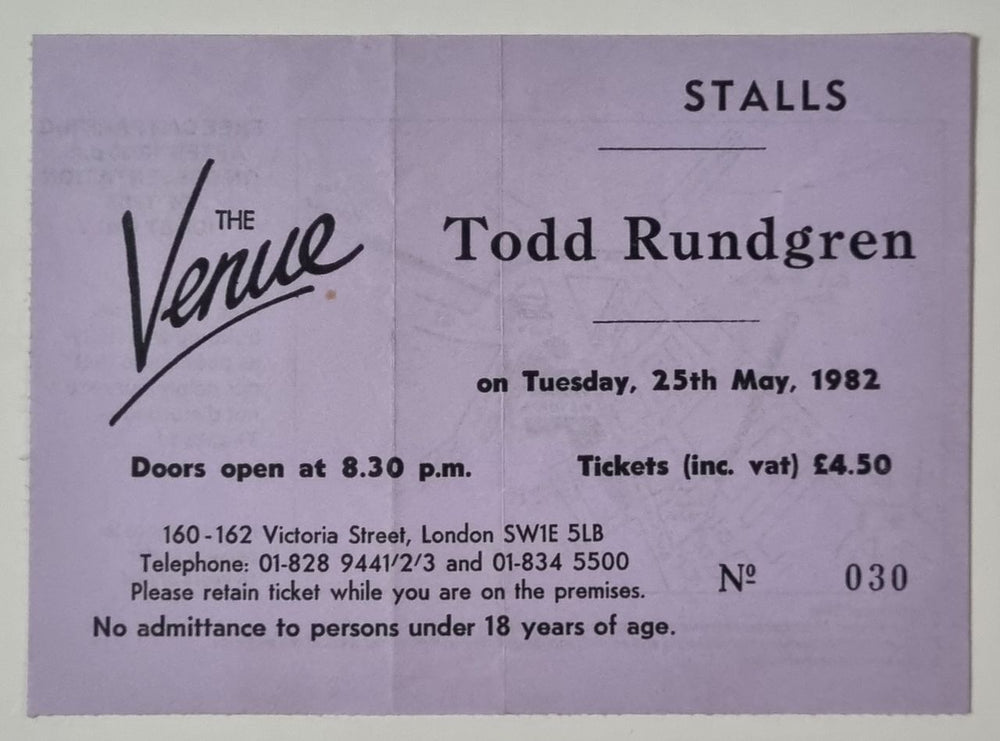 STALLS
THE
Venue
Todd Rundgren
on Tuesday, 25th May, 1982
Doors open at 8.30 p.m.
Tickets (inc. vat) £4.50
160-162 Victoria Street, London SW1E 5LB
Telephone: 01-828 9441/2/3 and 01-834 5500
Please retain ticket while you are on the premises.
Nº 030
No admittance to persons under 18 years of age.